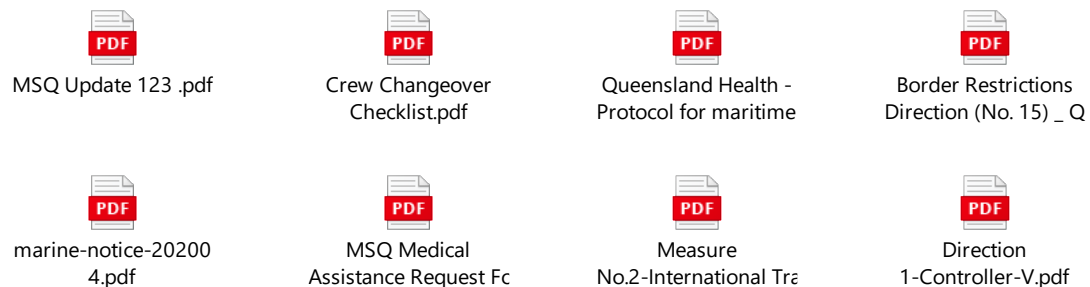 PDF PDF PDF PDF
MSQ Update 123 .pdf Crew Changeover Queensland Health - Border Restrictions
Checklist.pdf Protocol for maritime Direction (No. 15) _ Q
PDF PDF PDF PDF
marine-notice-20200 MSQ Medical Measure Direction
4.pdf Assistance Request Fo No.2-International Tra 1-Controller-V.pdf